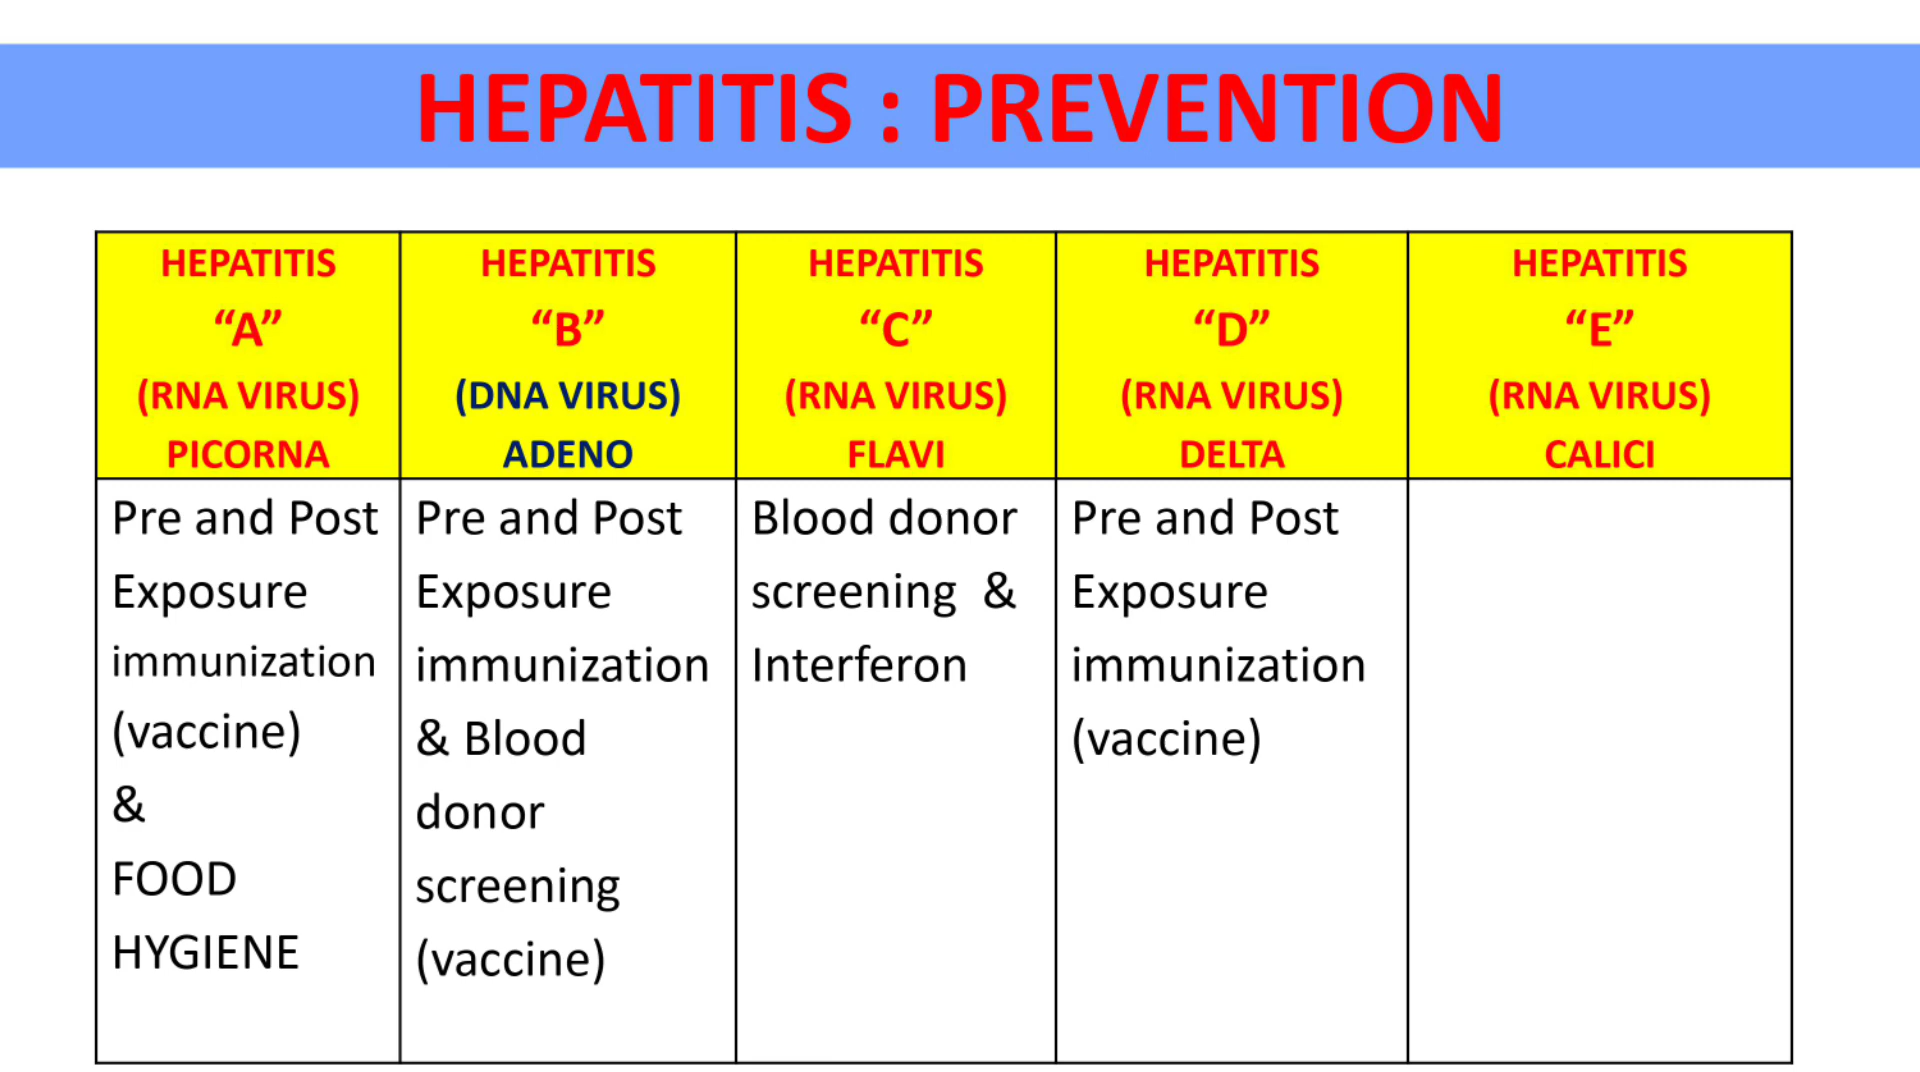 HEPATITIS : PREVENTION
HEPATITIS
“A”
(RNA VIRUS)
PICORNA
HEPATITIS
“B”
(DNA VIRUS)
ADENO
HEPATITIS
“C”
(RNA VIRUS)
FLAVI
HEPATITIS
“D”
(RNA VIRUS)
DELTA
HEPATITIS
“E”
(RNA VIRUS)
CALICI
Pre and Post
Exposure
immunization
(vaccine)
&
FOOD
HYGIENE
Pre and Post
Exposure
immunization
& Blood
donor
screening
(vaccine)
Blood donor
screening &
Interferon
Pre and Post
Exposure
immunization
(vaccine)